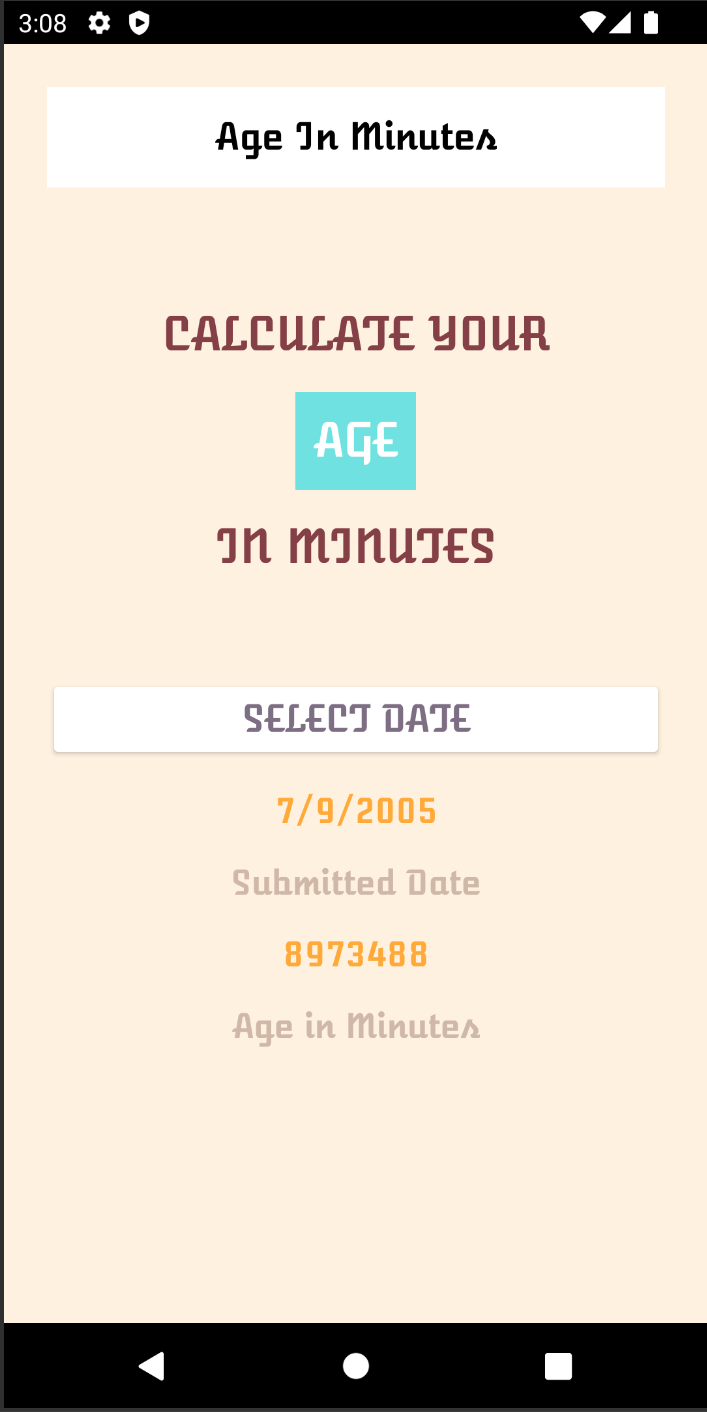 3:08
Age In Minutes
CALCULATE YOUR
AGE
IN MINUTES
SELECT DATE
7/9/2005
Submitted Date
8973488
Age in Minutes